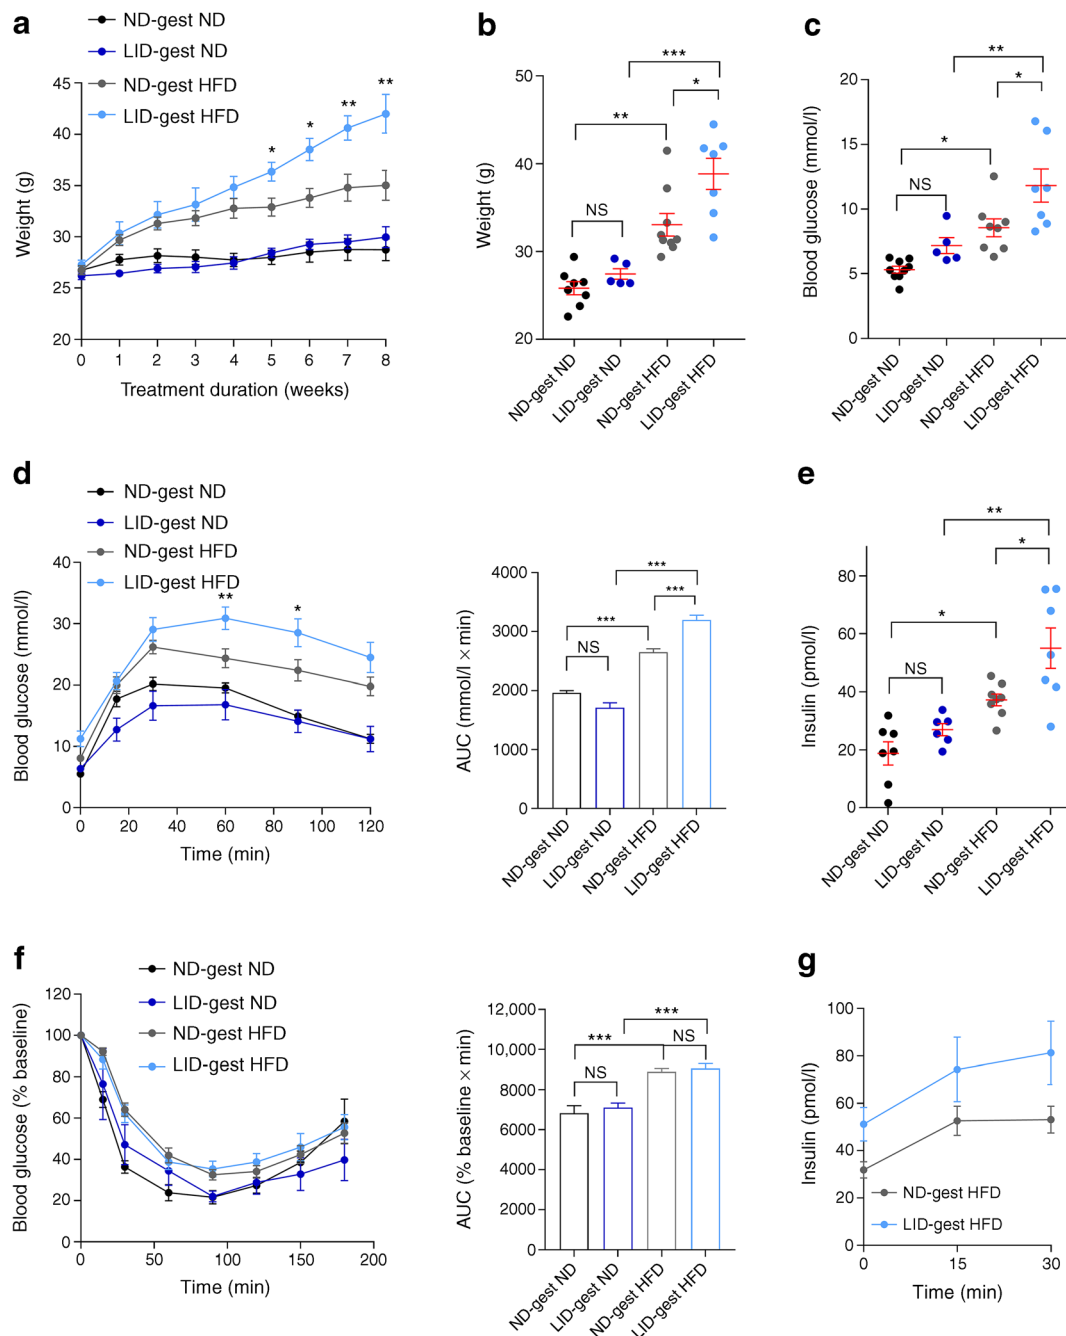 a
ND-gest ND
LID-gest ND
ND-gest HFD
LID-gest HFD
45
40
35
30
25
20
Weight (g)
* * ** **
0 1 2 3 4 5 6 7 8
Treatment duration (weeks)
b
50
40
30
20
Weight (g)
***
*
**
NS
ND-gest ND
LID-gest ND
ND-gest HFD
LID-gest HFD
c
20
15
10
5
0
Blood glucose (mmol/l)
**
*
*
NS
ND-gest ND
LID-gest ND
ND-gest HFD
LID-gest HFD
d
ND-gest ND
LID-gest ND
ND-gest HFD
LID-gest HFD
40
30
20
10
0
Blood glucose (mmol/l)
** *
0 20 40 60 80 100 120
Time (min)
4000
3000
2000
1000
0
AUC (mmol/l × min)
***
***
***
NS
ND-gest ND
LID-gest ND
ND-gest HFD
LID-gest HFD
e
80
60
40
20
0
Insulin (pmol/l)
**
*
*
NS
ND-gest ND
LID-gest ND
ND-gest HFD
LID-gest HFD
f
ND-gest ND
LID-gest ND
ND-gest HFD
LID-gest HFD
120
100
80
60
40
20
0
Blood glucose (% baseline)
0 50 100 150 200
Time (min)
12,000
10,000
8000
6000
4000
2000
0
AUC (% baseline × min)
***
*** NS
NS
ND-gest ND
LID-gest ND
ND-gest HFD
LID-gest HFD
g
100
80
60
40
20
0
Insulin (pmol/l)
ND-gest HFD
LID-gest HFD
0 15 30
Time (min)